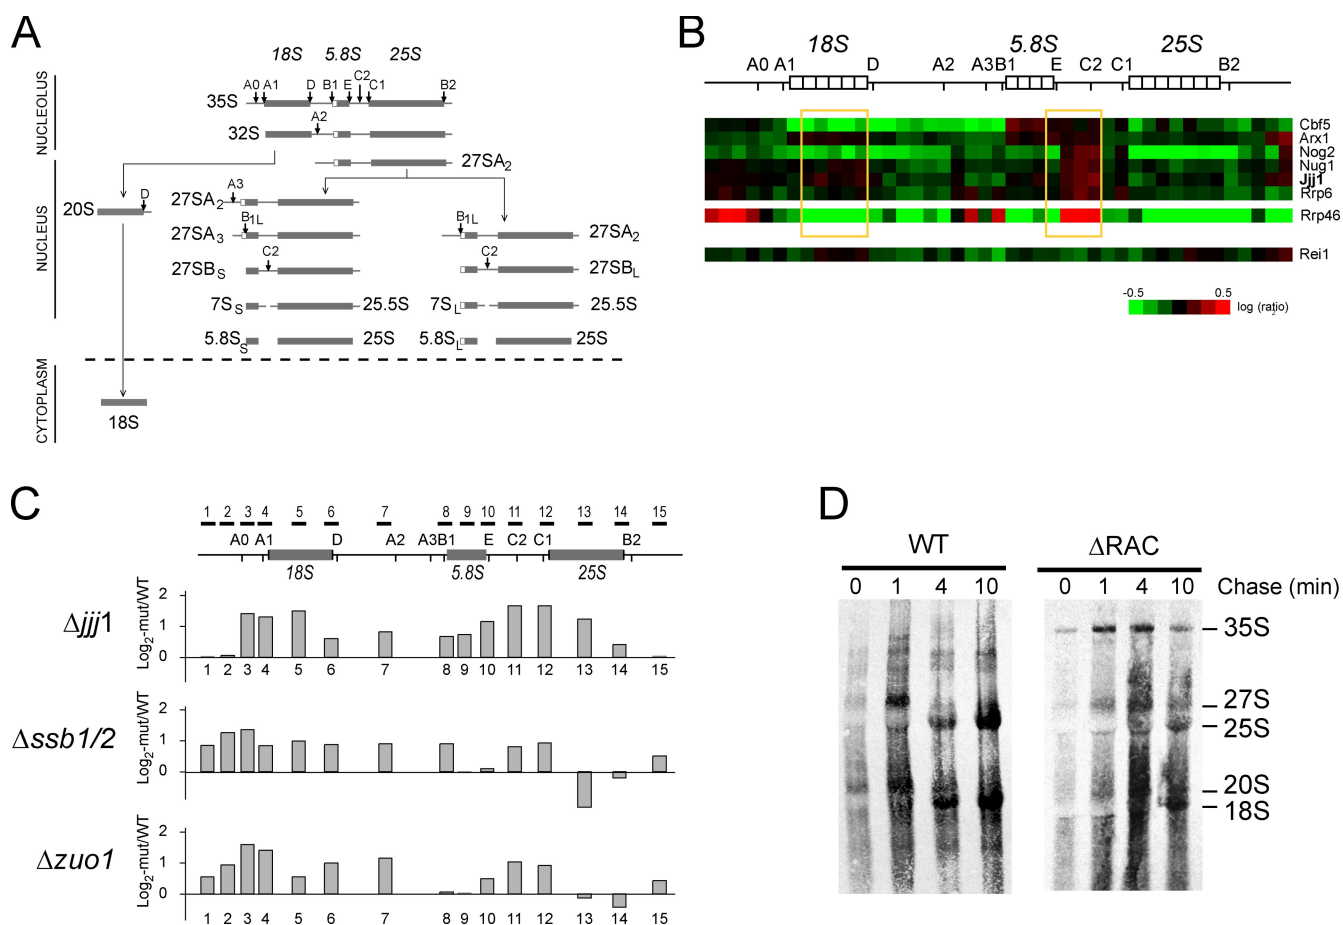 A
18S 5.8S 25S
A0 A1 D B1 E C2 C1 B2
35S
A2
32S
27SA2
D
20S
A3
27SA2
B1L
27SA3
B1L
27SA2
C2
27SBS
C2
27SBL
7SS
25.5S
7SL
25.5S
5.8SS
25S
5.8SL
25S
18S
NUCLEOLUS
NUCLEUS
CYTOPLASM
B
18S 5.8S 25S
A0 A1 D A2 A3 B1 E C2 C1 B2
Cbf5
Arx1
Nog2
Nug1
Jjj1
Rrp6
Rrp46
Rei1
-0.5 0.5
log2 (ratio)
C
1 2 3 4 5 6 7 8 9 10 11 12 13 14 15
A0 A1 D A2 A3 B1 E C2 C1 B2
18S 5.8S 25S
Δjjj1
Log2-mut/WT
2
1
0
1 2 3 4 5 6 7 8 9 10 11 12 13 14 15
Δssb1/2
Log2-mut/WT
2
1
0
Δzuo1
Log2-mut/WT
2
1
0
1 2 3 4 5 6 7 8 9 10 11 12 13 14 15
D
WT ΔRAC
0 1 4 10 0 1 4 10 Chase (min)
35S
27S
25S
20S
18S